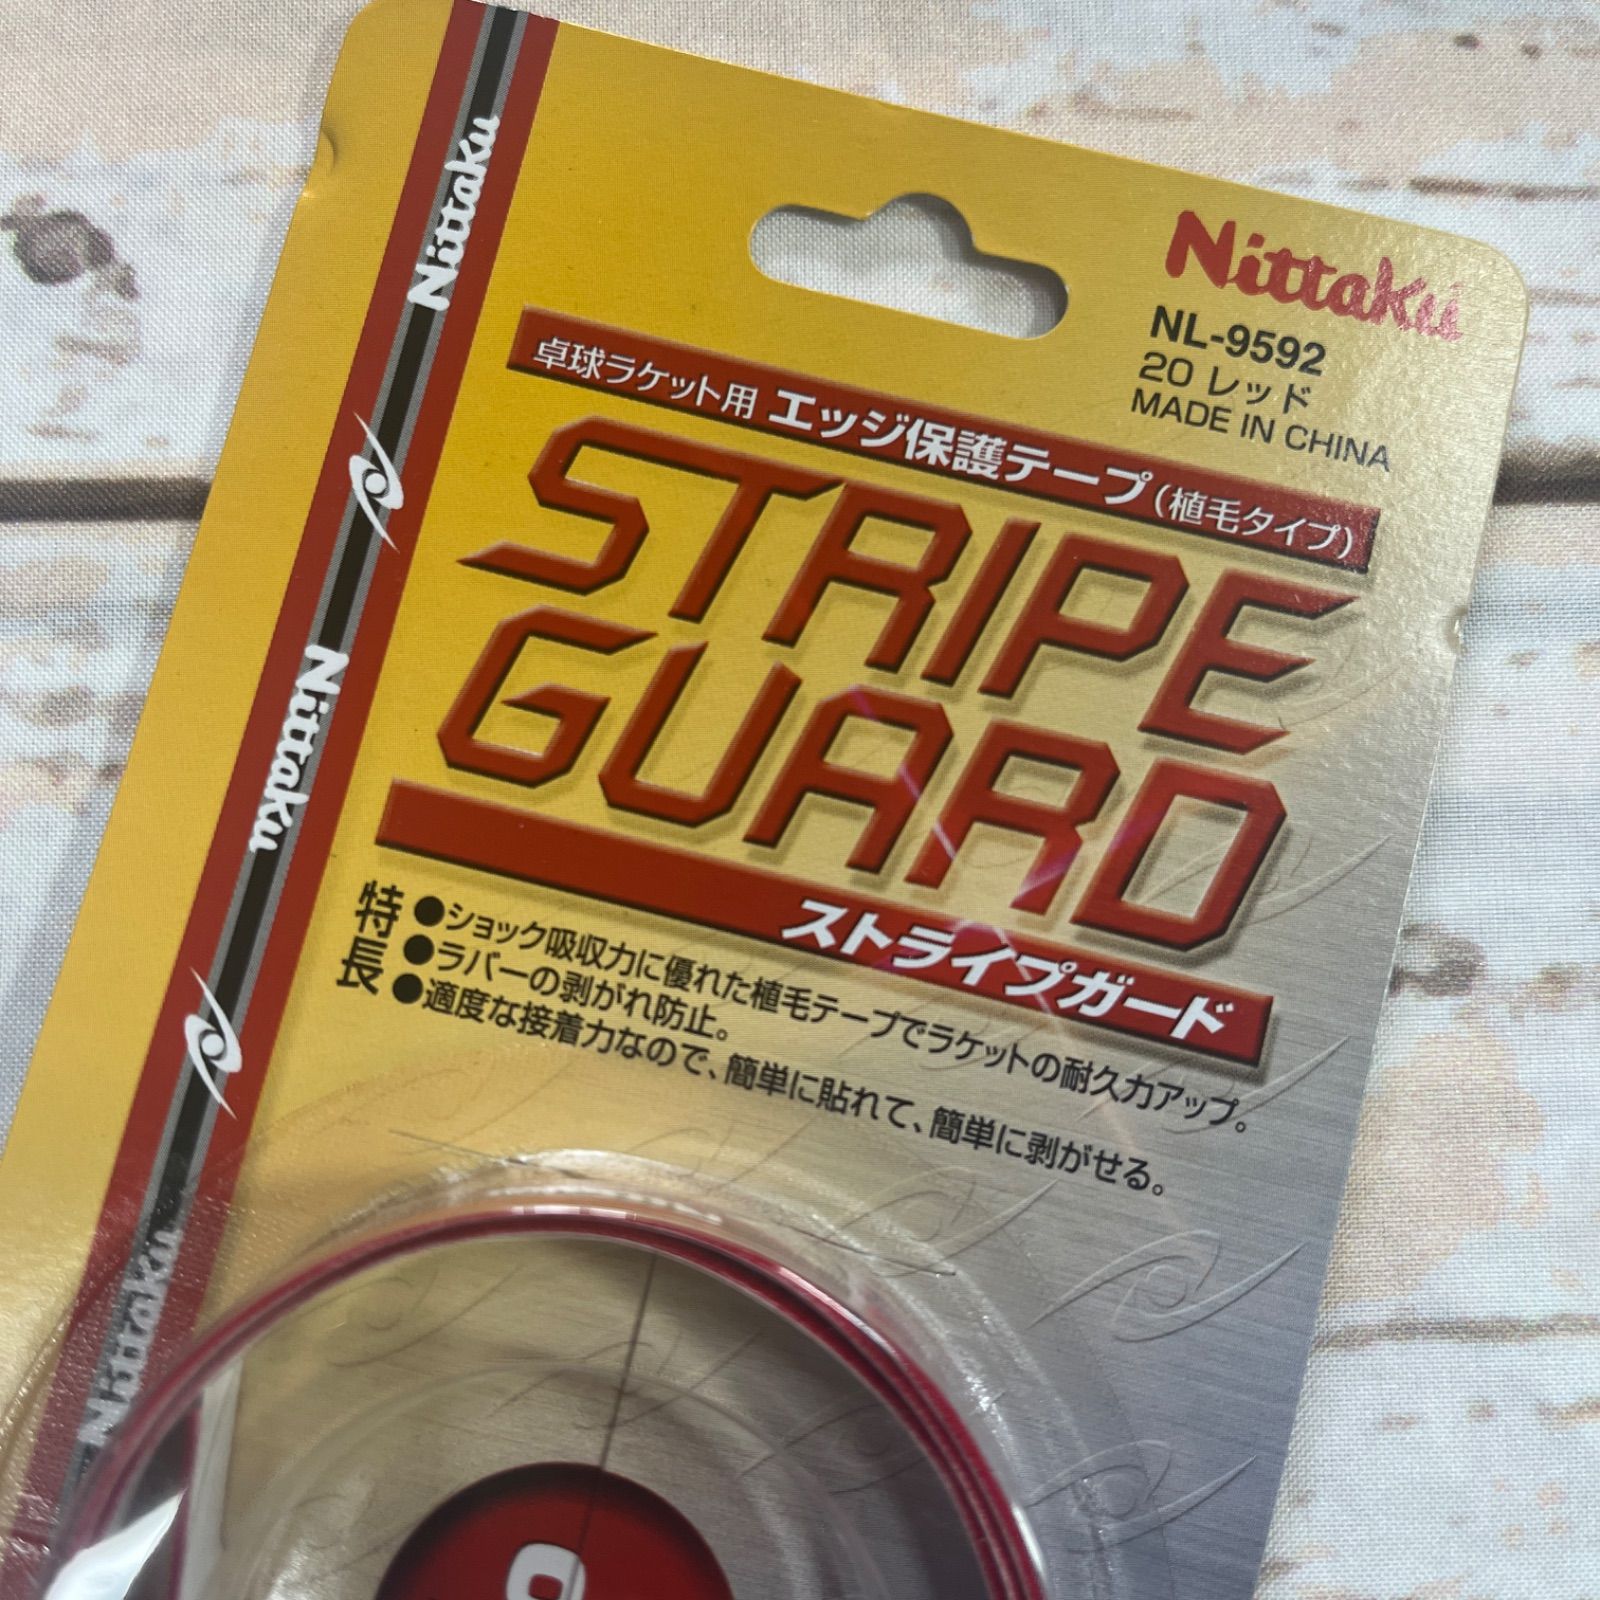 Nittaku
NL-9592
20 レッド
MADE IN CHINA
卓球ラケット用 エッジ保護テープ(植毛タイプ)
STRIPE
GUARD
ストライプガード
特長
●ショック吸収力に優れた植毛テープでラケットの耐久力アップ。
●ラバーの剥がれ防止。
●適度な接着力なので、簡単に貼れて、簡単に剥がせる。
Nittaku
Nittaku
Nittaku